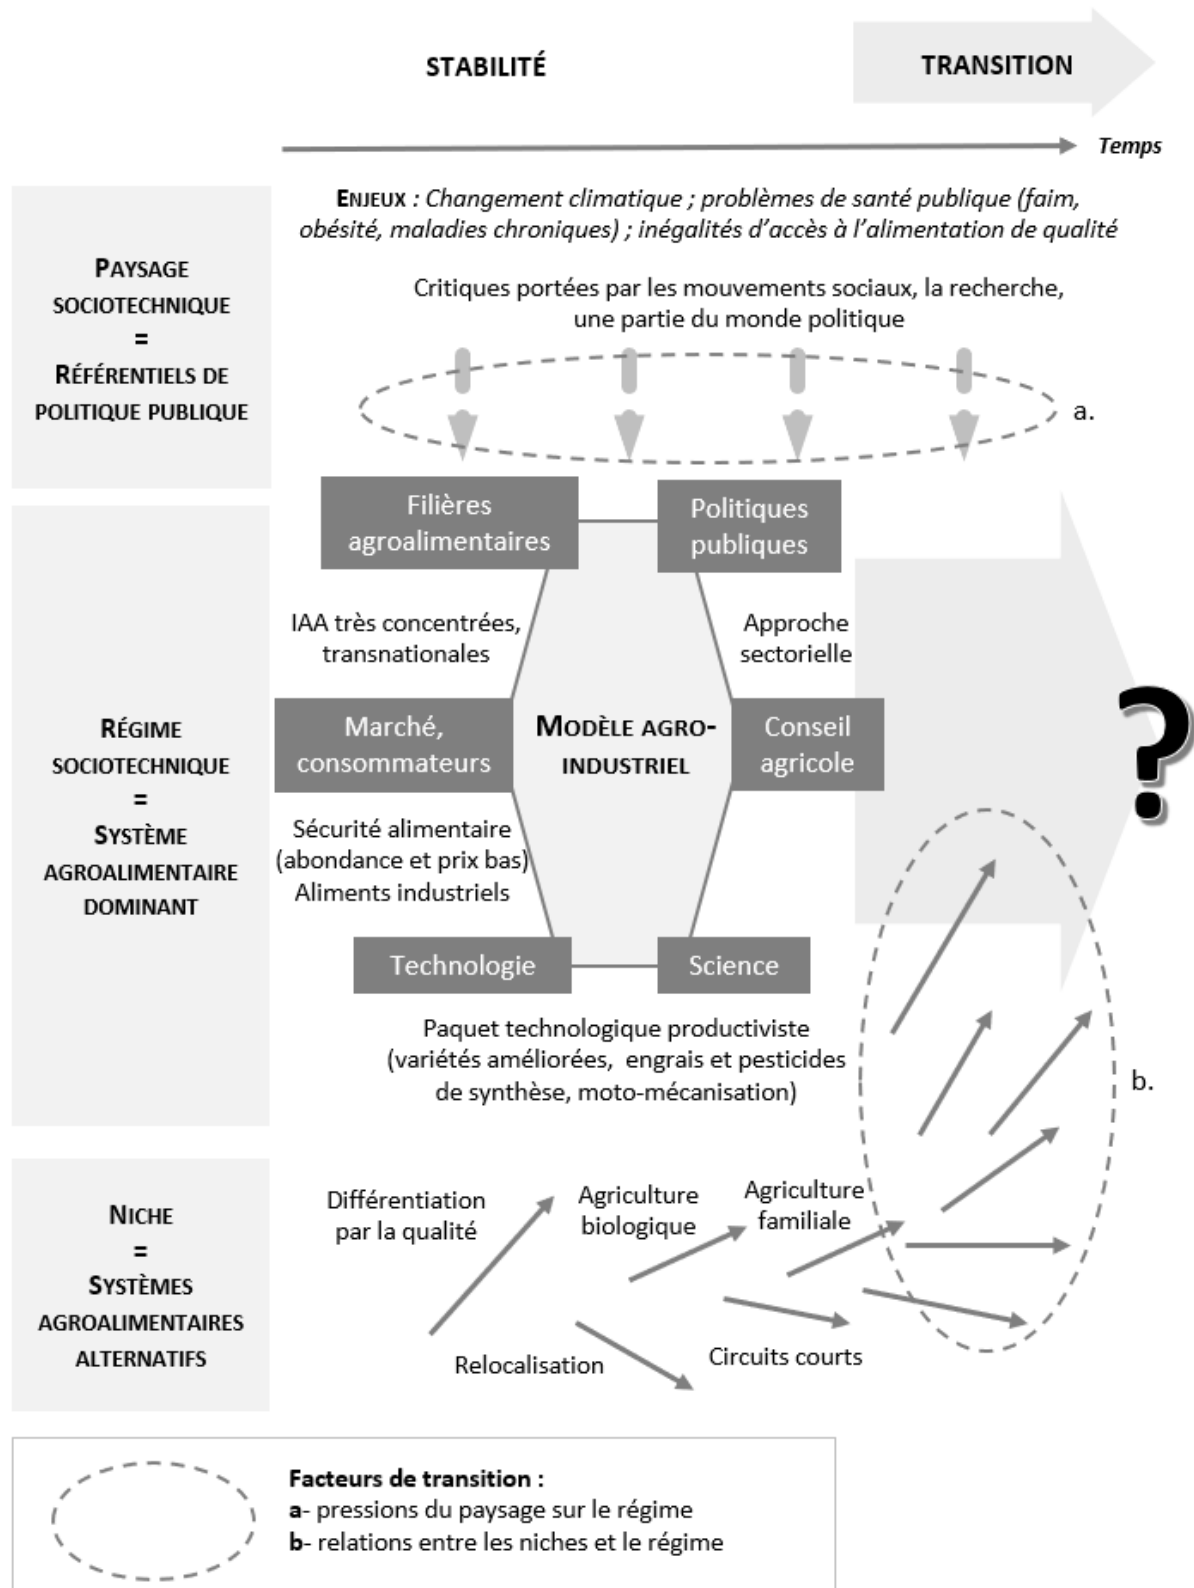 STABILITÉ
TRANSITION
Temps
PAYSAGE
SOCIOTECHNIQUE
=
RÉFÉRENTIELS DE
POLITIQUE PUBLIQUE
ENJEUX : Changement climatique ; problèmes de santé publique (faim,
obésité, maladies chroniques) ; inégalités d’accès à l’alimentation de qualité
Critiques portées par les mouvements sociaux, la recherche,
une partie du monde politique
a.
RÉGIME
SOCIOTECHNIQUE
=
SYSTÈME
AGROALIMENTAIRE
DOMINANT
Filières
agroalimentaires
Politiques
publiques
IAA très concentrées,
transnationales
Approche
sectorielle
Marché,
consommateurs
MODÈLE AGRO-
INDUSTRIEL
Conseil
agricole
?
Sécurité alimentaire
(abondance et prix bas)
Aliments industriels
Technologie
Science
Paquet technologique productiviste
(variétés améliorées, engrais et pesticides
de synthèse, moto-mécanisation)
b.
NICHE
=
SYSTÈMES
AGROALIMENTAIRES
ALTERNATIFS
Différentiation
par la qualité
Agriculture
biologique
Agriculture
familiale
Relocalisation
Circuits courts
Facteurs de transition :
a- pressions du paysage sur le régime
b- relations entre les niches et le régime